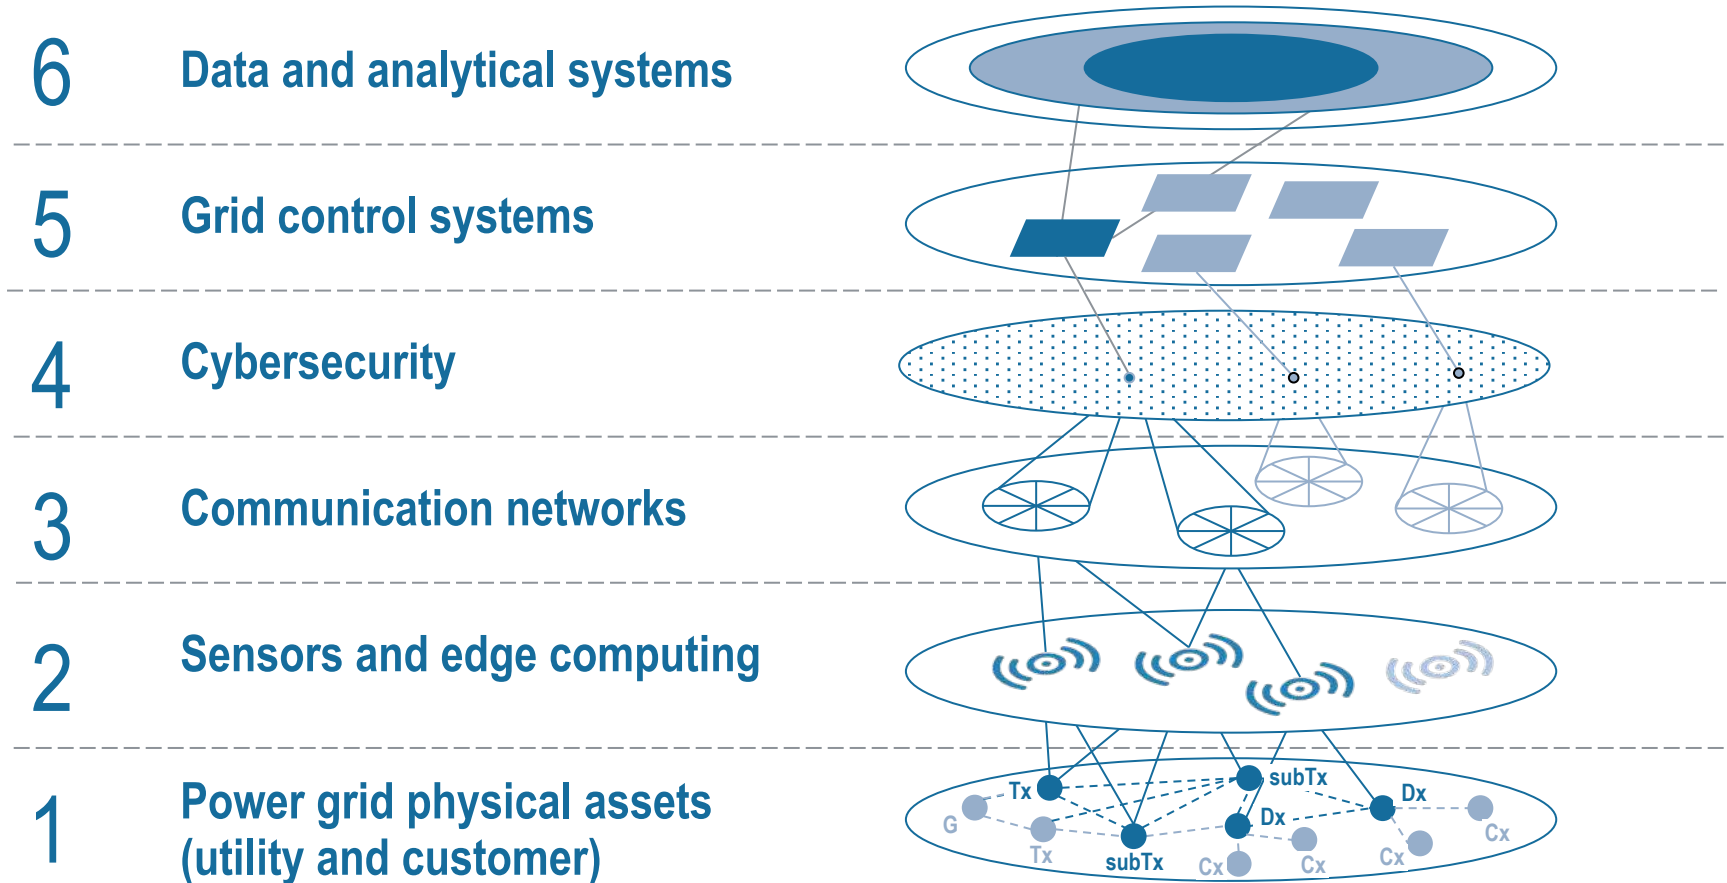 6 Data and analytical systems
5 Grid control systems
4 Cybersecurity
3 Communication networks
2 Sensors and edge computing
1 Power grid physical assets
(utility and customer)
Tx
subTx
Dx
G
Dx
Cx
Tx
subTx
Cx
Cx
Cx